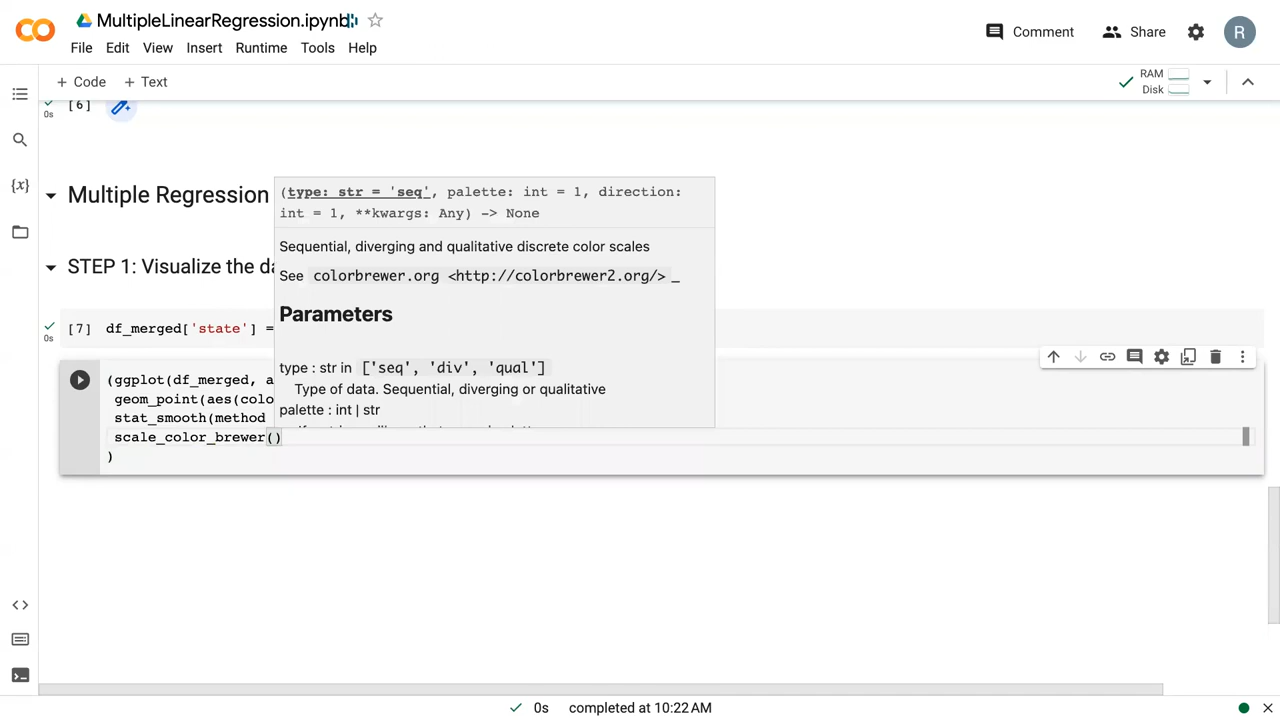 MultipleLinearRegression.ipynb
File Edit View Insert Runtime Tools Help
Comment
Share
R
+ Code + Text
RAM
Disk
[6]
0s
{x}
Multiple Regression
STEP 1: Visualize the da
(type: str = 'seq', palette: int = 1, direction:
int = 1, **kwargs: Any) -> None
Sequential, diverging and qualitative discrete color scales
See colorbrewer.org <http://colorbrewer2.org/> _
Parameters
type : str in ['seq', 'div', 'qual']
Type of data. Sequential, diverging or qualitative
palette : int | str
[7] df_merged['state'] =
0s
(ggplot(df_merged, a
geom_point(aes(colo
stat_smooth(method
scale_color_brewer()
)
0s completed at 10:22 AM